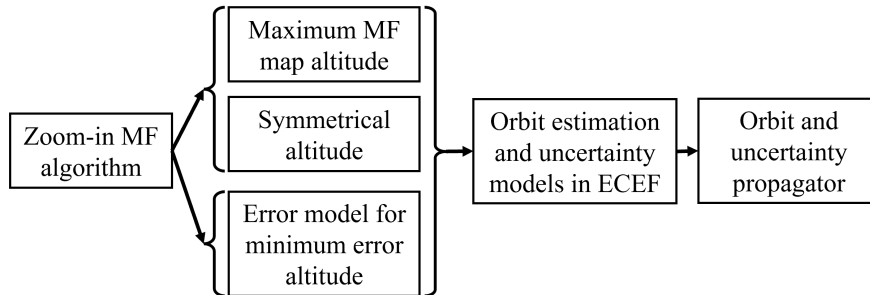 Zoom-in MF
algorithm
Maximum MF
map altitude
Symmetrical
altitude
Error model for
minimum error
altitude
Orbit estimation
and uncertainty
models in ECEF
Orbit and
uncertainty
propagator